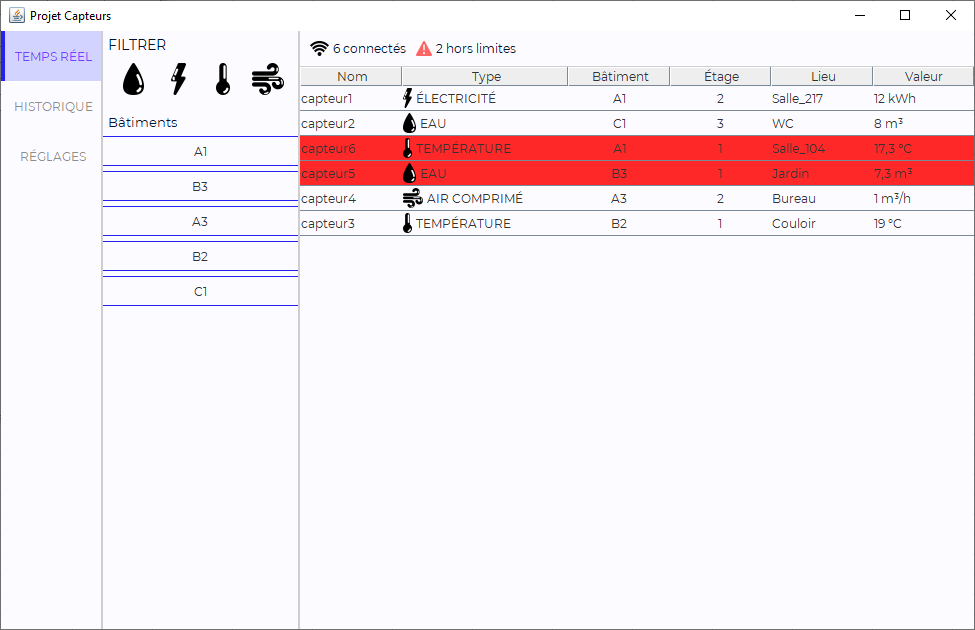 Projet Capteurs
TEMPS RÉEL
HISTORIQUE
RÉGLAGES
FILTRER
Bâtiments
A1
B3
A3
B2
C1
6 connectés 2 hors limites
Nom Type Bâtiment Étage Lieu Valeur
capteur1 ÉLECTRICITÉ A1 2 Salle_217 12 kWh
capteur2 EAU C1 3 WC 8 m³
capteur6 TEMPÉRATURE A1 1 Salle_104 17,3 °C
capteur5 EAU B3 1 Jardin 7,3 m³
capteur4 AIR COMPRIMÉ A3 2 Bureau 1 m³/h
capteur3 TEMPÉRATURE B2 1 Couloir 19 °C